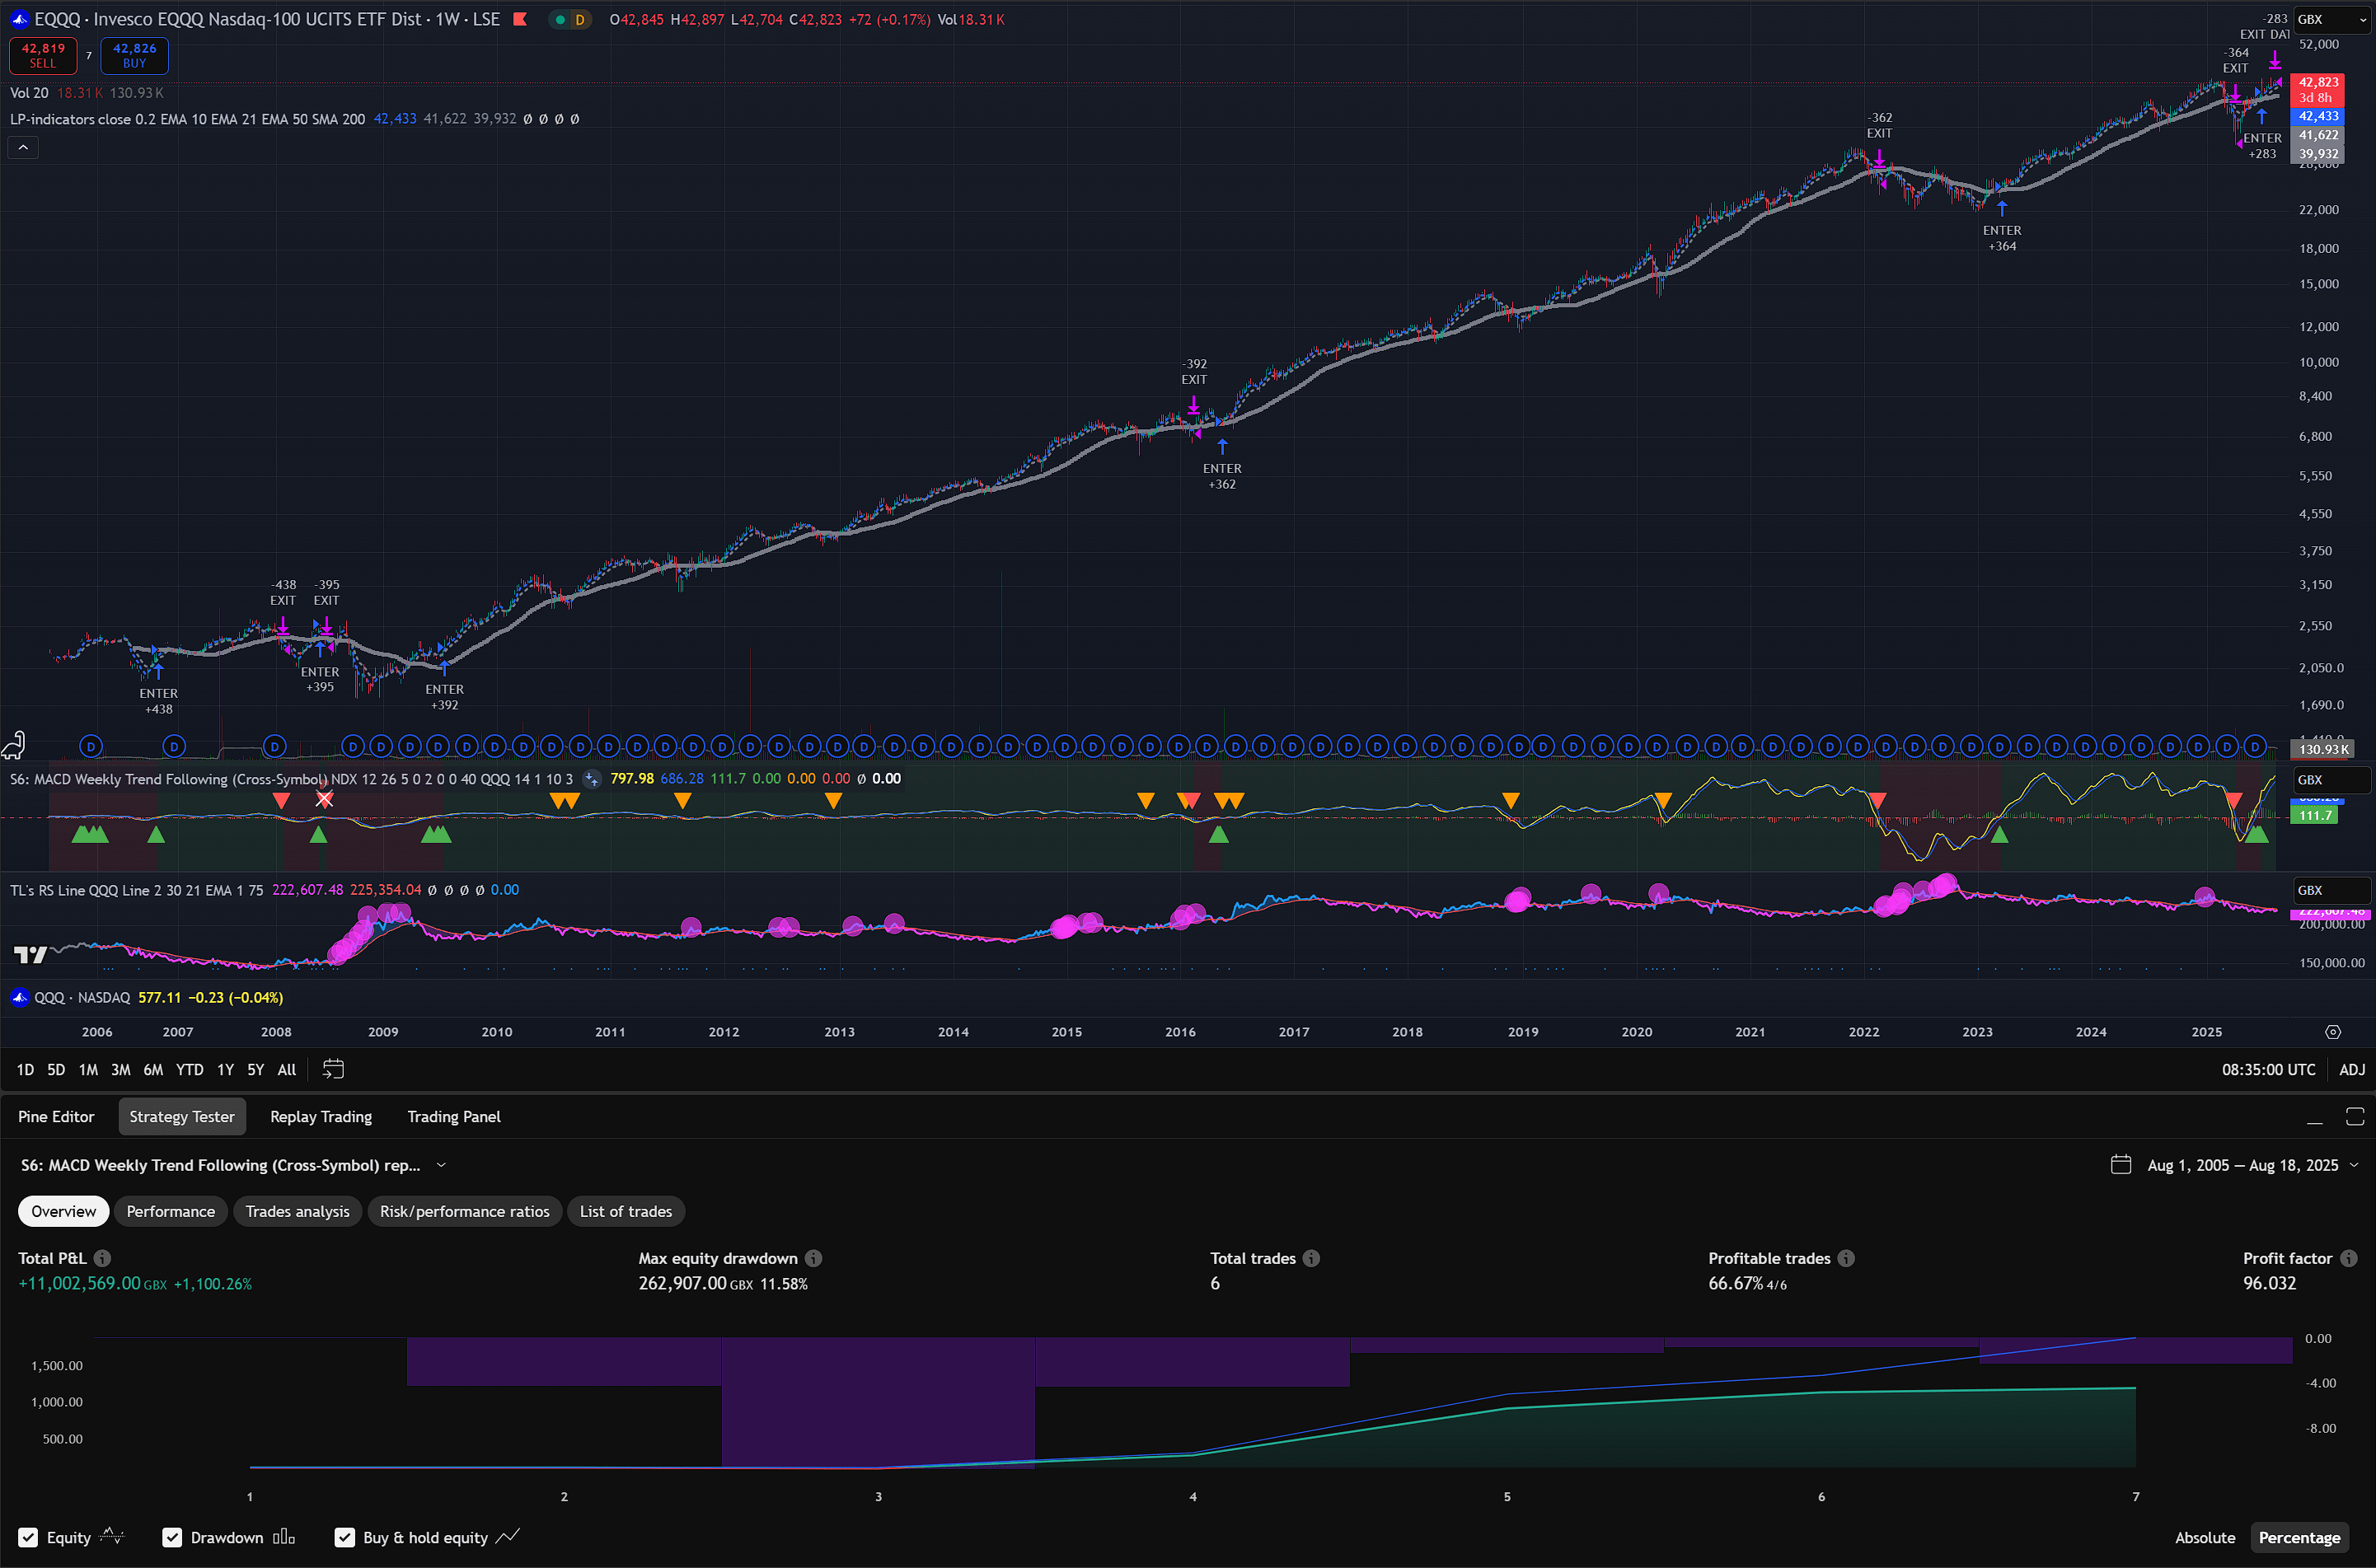 EQQQ · Invesco EQQQ Nasdaq-100 UCITS ETF Dist · 1W · LSE D O42,845 H42,897 L42,704 C42,823 +72 (+0.17%) Vol18.31 K
42,819 SELL 7 42,826 BUY
Vol 20 18.31 K 130.93 K
LP-indicators close 0.2 EMA 10 EMA 21 EMA 50 SMA 200 42,433 41,622 39,932 ∅ ∅ ∅ ∅
-283
EXIT DAT
-364
EXIT
ENTER
+283
-362
EXIT
ENTER
+364
-392
EXIT
ENTER
+362
-438
EXIT
-395
EXIT
ENTER
+438
ENTER
+395
ENTER
+392
GBX
52,000
42,823
3d 8h
42,433
41,622
39,932
22,000
18,000
15,000
12,000
10,000
8,400
6,800
5,550
4,550
3,750
3,150
2,550
2,050.0
1,690.0
130.93 K
D D D D D D D D D D D D D D D D D D D D D D D D D D D D D D D D D D D D D D D D D D D D D D D D D D D D D D D D D D D D D D D D D D D D D D D
S6: MACD Weekly Trend Following (Cross-Symbol) NDX 12 26 5 0 2 0 0 40 QQQ 14 1 10 3 797.98 686.28 111.7 0.00 0.00 0.00 ∅ 0.00
GBX
111.7
TL's RS Line QQQ Line 2 30 21 EMA 1 75 222,607.48 225,354.04 ∅ ∅ ∅ ∅ 0.00
GBX
222,607.48
200,000.00
150,000.00
QQQ · NASDAQ 577.11 −0.23 (−0.04%)
2006 2007 2008 2009 2010 2011 2012 2013 2014 2015 2016 2017 2018 2019 2020 2021 2022 2023 2024 2025
1D 5D 1M 3M 6M YTD 1Y 5Y All 08:35:00 UTC ADJ
Pine Editor Strategy Tester Replay Trading Trading Panel
S6: MACD Weekly Trend Following (Cross-Symbol) rep... Aug 1, 2005 — Aug 18, 2025
Overview Performance Trades analysis Risk/performance ratios List of trades
Total P&L Max equity drawdown Total trades Profitable trades Profit factor
+11,002,569.00 GBX +1,100.26% 262,907.00 GBX 11.58% 6 66.67% 4/6 96.032
1,500.00
1,000.00
500.00
0.00
-4.00
-8.00
1 2 3 4 5 6 7
Equity Drawdown Buy & hold equity Absolute Percentage